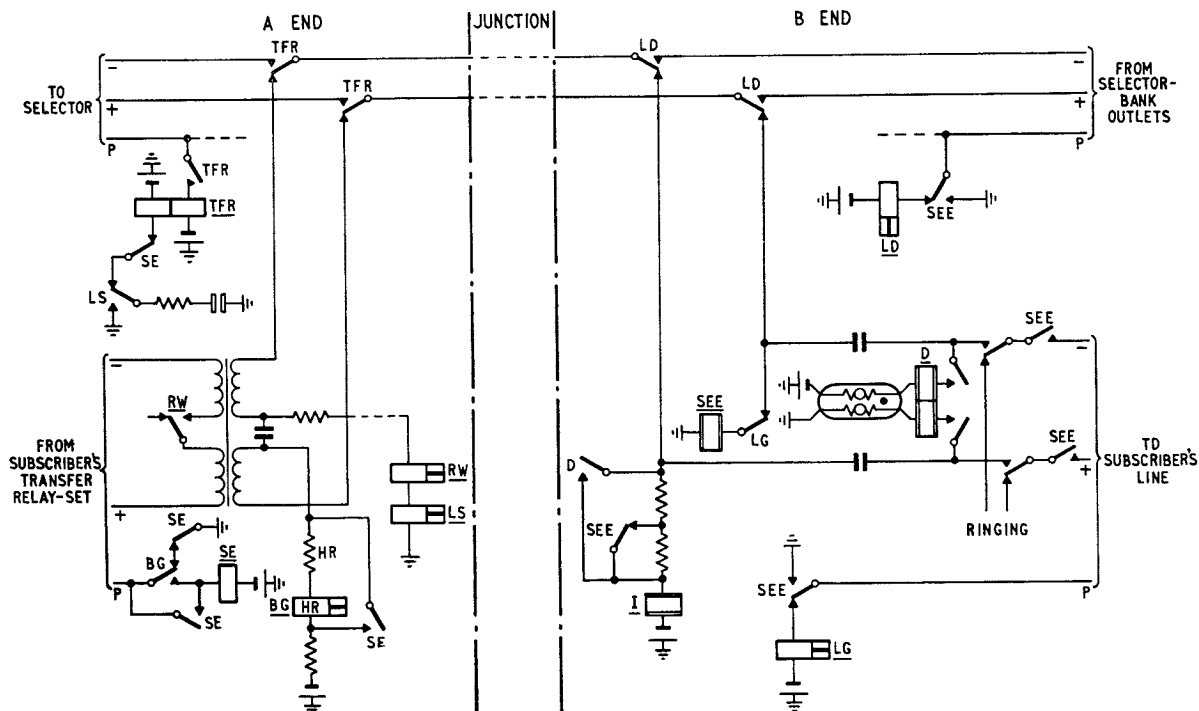 A END
JUNCTION
B END
TFR
LD
TO
SELECTOR
-
+
P
TFR
LD
-
+
P
FROM
SELECTOR-
BANK
OUTLETS
TFR
TFR
SE
LS
SEE
LD
FROM
SUBSCRIBER'S
TRANSFER
RELAY-SET
-
RW
+
P
SE
BG
SE
SE
HR
BG
HR
SE
RW
LS
SEE
LG
D
SEE
-
SEE
+
TO
SUBSCRIBER'S
LINE
RINGING
D
SEE
I
SEE
P
LG